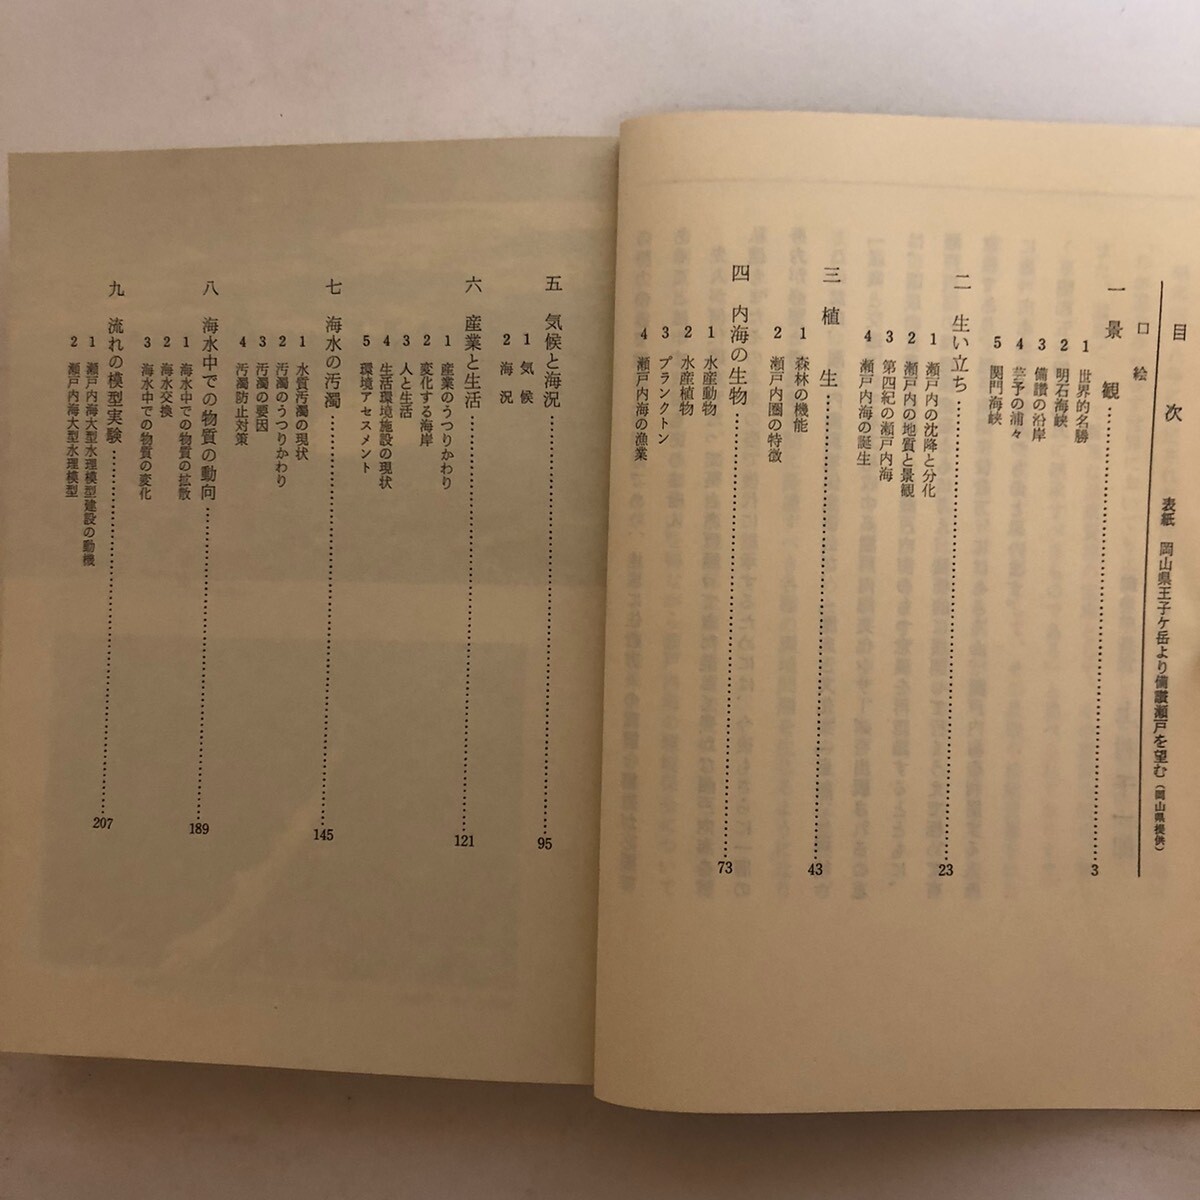 目次
表紙 岡山県王子ケ岳より備讃瀬戸を望む（岡山県提供）
口絵
一 景観……3
1 世界的名勝
2 明石海峡
3 備讃の沿岸
4 芸予の浦々
5 関門海峡
二 生い立ち……23
1 瀬戸内の沈降と分化
2 瀬戸内の地質と景観
3 第四紀の瀬戸内海
4 瀬戸内海の誕生
三 植生……43
1 森林の機能
2 瀬戸内圏の特徴
四 内海の生物……73
1 水産動物
2 水産植物
3 プランクトン
4 瀬戸内海の漁業
五 気候と海況……95
1 気候
2 海況
六 産業と生活……121
1 産業のうつりかわり
2 変化する海岸
3 人と生活
4 生活環境施設の現状
5 環境アセスメント
七 海水の汚濁……145
1 水質汚濁の現状
2 汚濁のうつりかわり
3 汚濁の要因
4 汚濁防止対策
八 海水中での物質の動向……189
1 海水中での物質の拡散
2 海水交換
3 海水中での物質の変化
九 流れの模型実験……207
1 瀬戸内海大型水理模型建設の動機
2 瀬戸内海大型水理模型